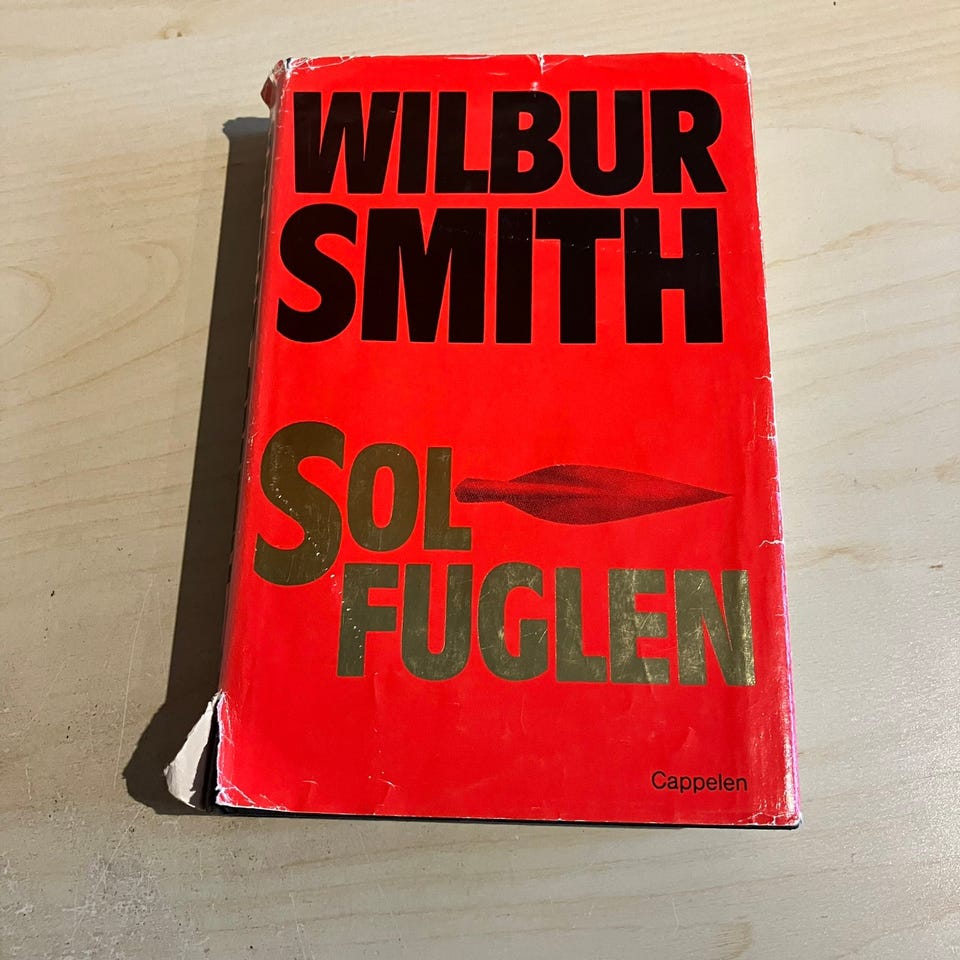 WILBUR
SMITH
SOL
FUGLEN
Cappelen